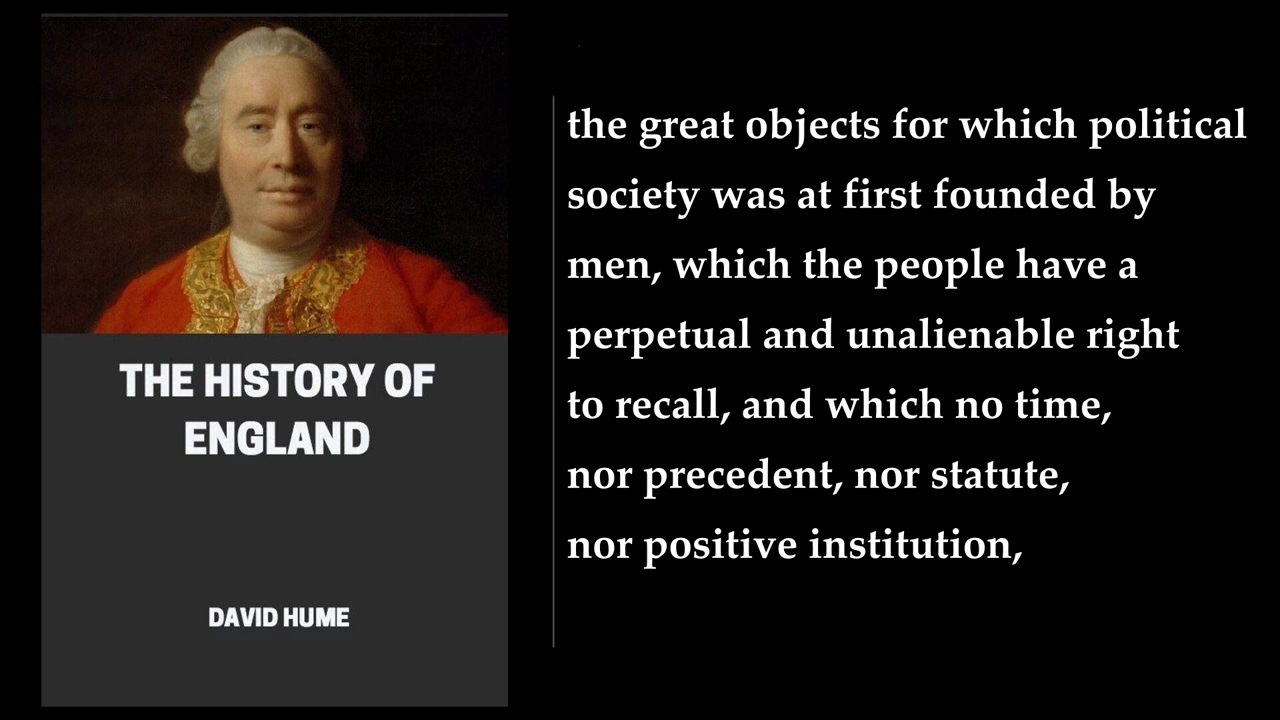 THE HISTORY OF
ENGLAND
DAVID HUME
the great objects for which political
society was at first founded by
men, which the people have a
perpetual and unalienable right
to recall, and which no time,
nor precedent, nor statute,
nor positive institution,